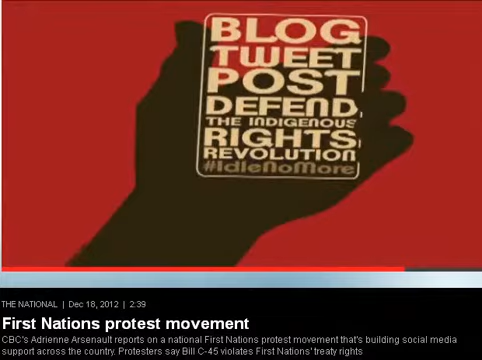 BLOG
TWEET
POST
DEFEND,
THE INDIGENOUS
RIGHTS
REVOLUTION
#IdleNoMore
THE NATIONAL | Dec 18, 2012 | 2:39
First Nations protest movement
CBC's Adrienne Arsenault reports on a national First Nations protest movement that's building social media
support across the country. Protesters say Bill C-45 violates First Nations' treaty rights